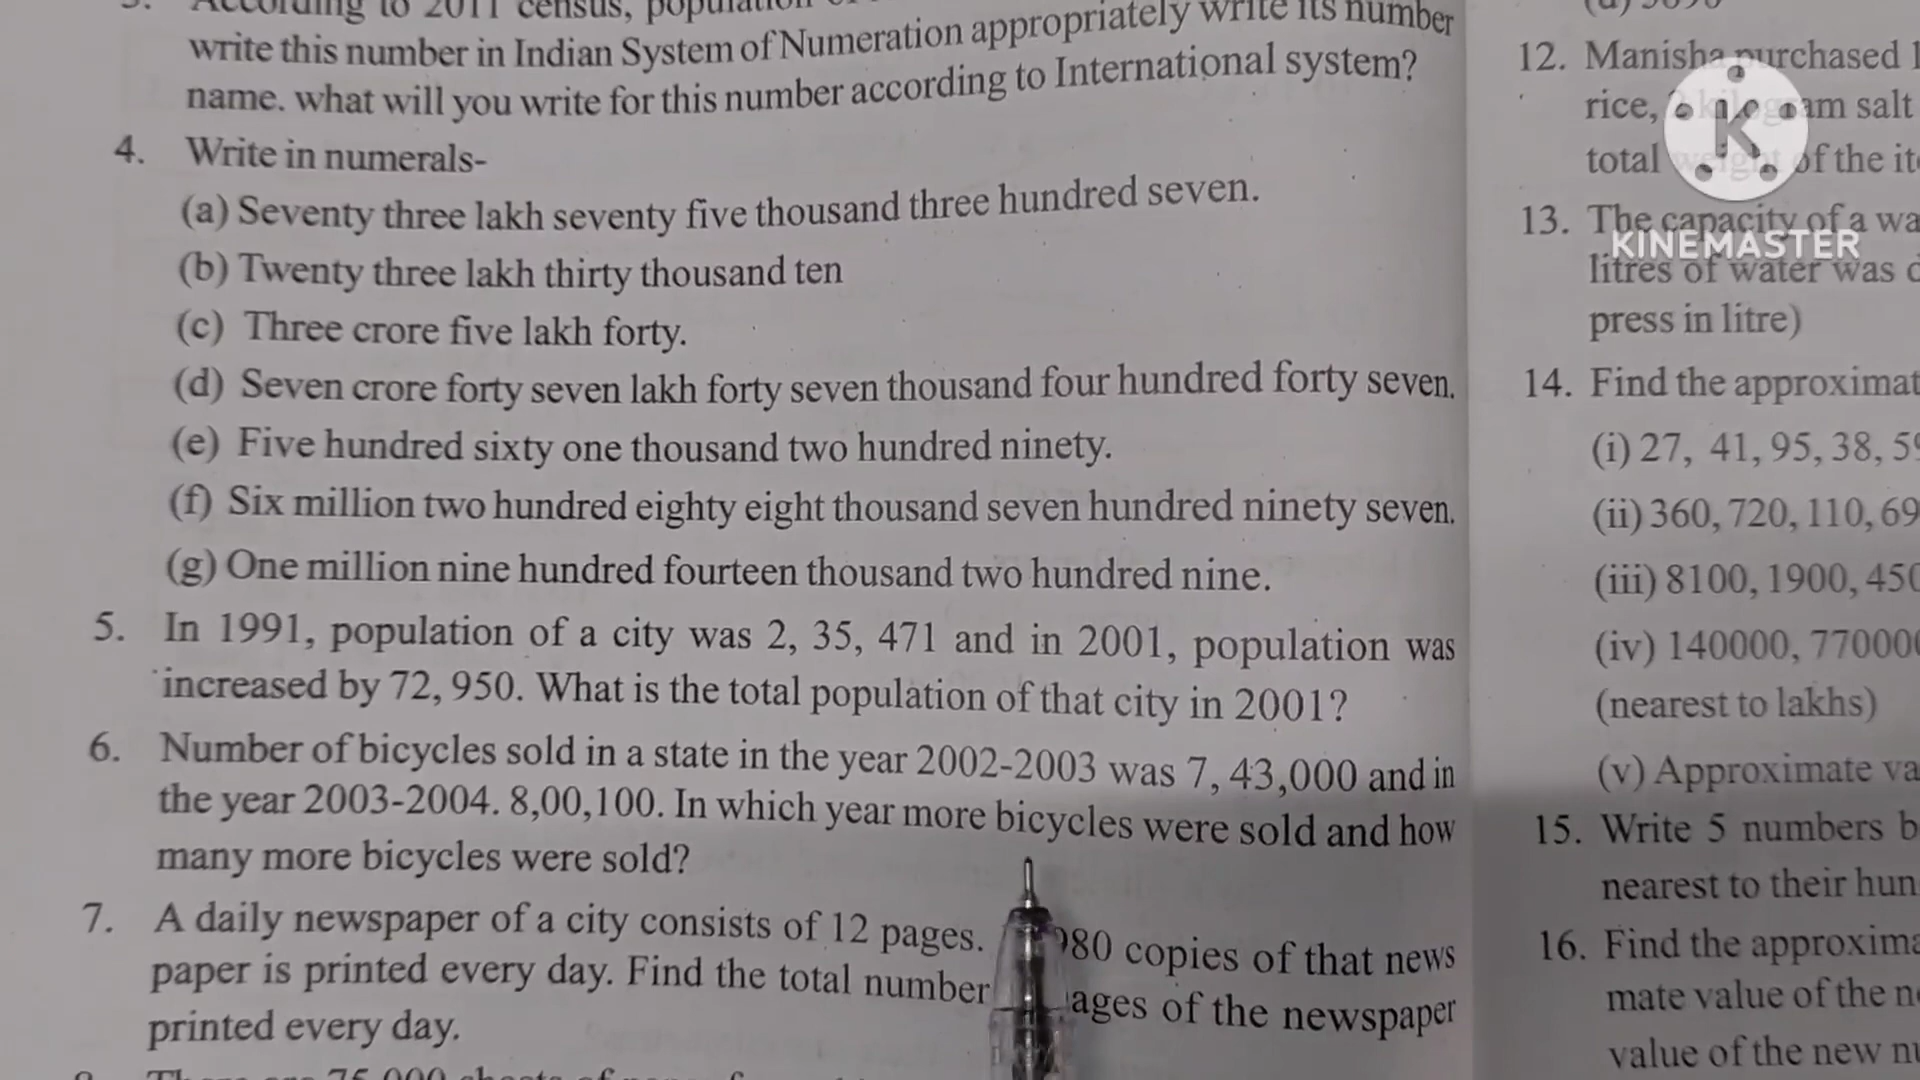 According to 2011 census, population
write this number in Indian System of Numeration appropriately write its number
name. what will you write for this number according to International system?
4. Write in numerals-
(a) Seventy three lakh seventy five thousand three hundred seven.
(b) Twenty three lakh thirty thousand ten
(c) Three crore five lakh forty.
(d) Seven crore forty seven lakh forty seven thousand four hundred forty seven.
(e) Five hundred sixty one thousand two hundred ninety.
(f) Six million two hundred eighty eight thousand seven hundred ninety seven.
(g) One million nine hundred fourteen thousand two hundred nine.
5. In 1991, population of a city was 2, 35, 471 and in 2001, population was
increased by 72, 950. What is the total population of that city in 2001?
6. Number of bicycles sold in a state in the year 2002-2003 was 7, 43,000 and in
the year 2003-2004. 8,00,100. In which year more bicycles were sold and how
many more bicycles were sold?
7. A daily newspaper of a city consists of 12 pages. 980 copies of that news
paper is printed every day. Find the total number ages of the newspaper
printed every day.
12. Manisha purchased
rice, kilogram salt
total weight of the
13. The capacity of a
litres of water was
press in litre)
14. Find the approximat
(i) 27, 41, 95, 38,
(ii) 360, 720, 110, 69
(iii) 8100, 1900, 450
(iv) 140000, 770000
(nearest to lakhs)
(v) Approximate va
15. Write 5 numbers b
nearest to their hun
16. Find the approxima
mate value of the
value of the new
K
KINEMASTER